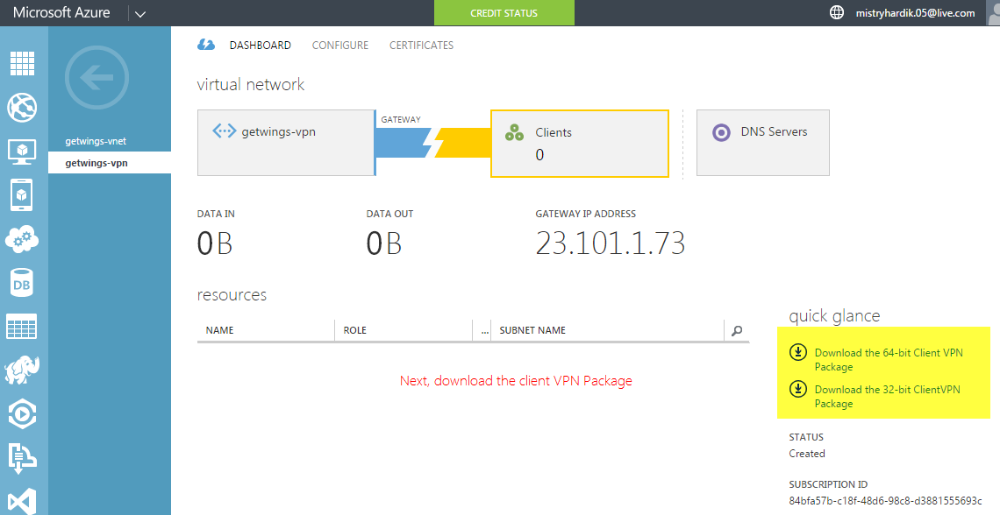 Microsoft Azure
CREDIT STATUS
mistryhardik.05@live.com
DASHBOARD CONFIGURE CERTIFICATES
virtual network
getwings-vnet
getwings-vpn
GATEWAY
getwings-vpn
Clients
0
DNS Servers
DATA IN
0B
DATA OUT
0B
GATEWAY IP ADDRESS
23.101.1.73
resources
NAME ROLE ... SUBNET NAME
Next, download the client VPN Package
DB
quick glance
Download the 64-bit Client VPN
Package
Download the 32-bit ClientVPN
Package
STATUS
Created
SUBSCRIPTION ID
84bfa57b-c18f-48d6-98c8-d3881555693c